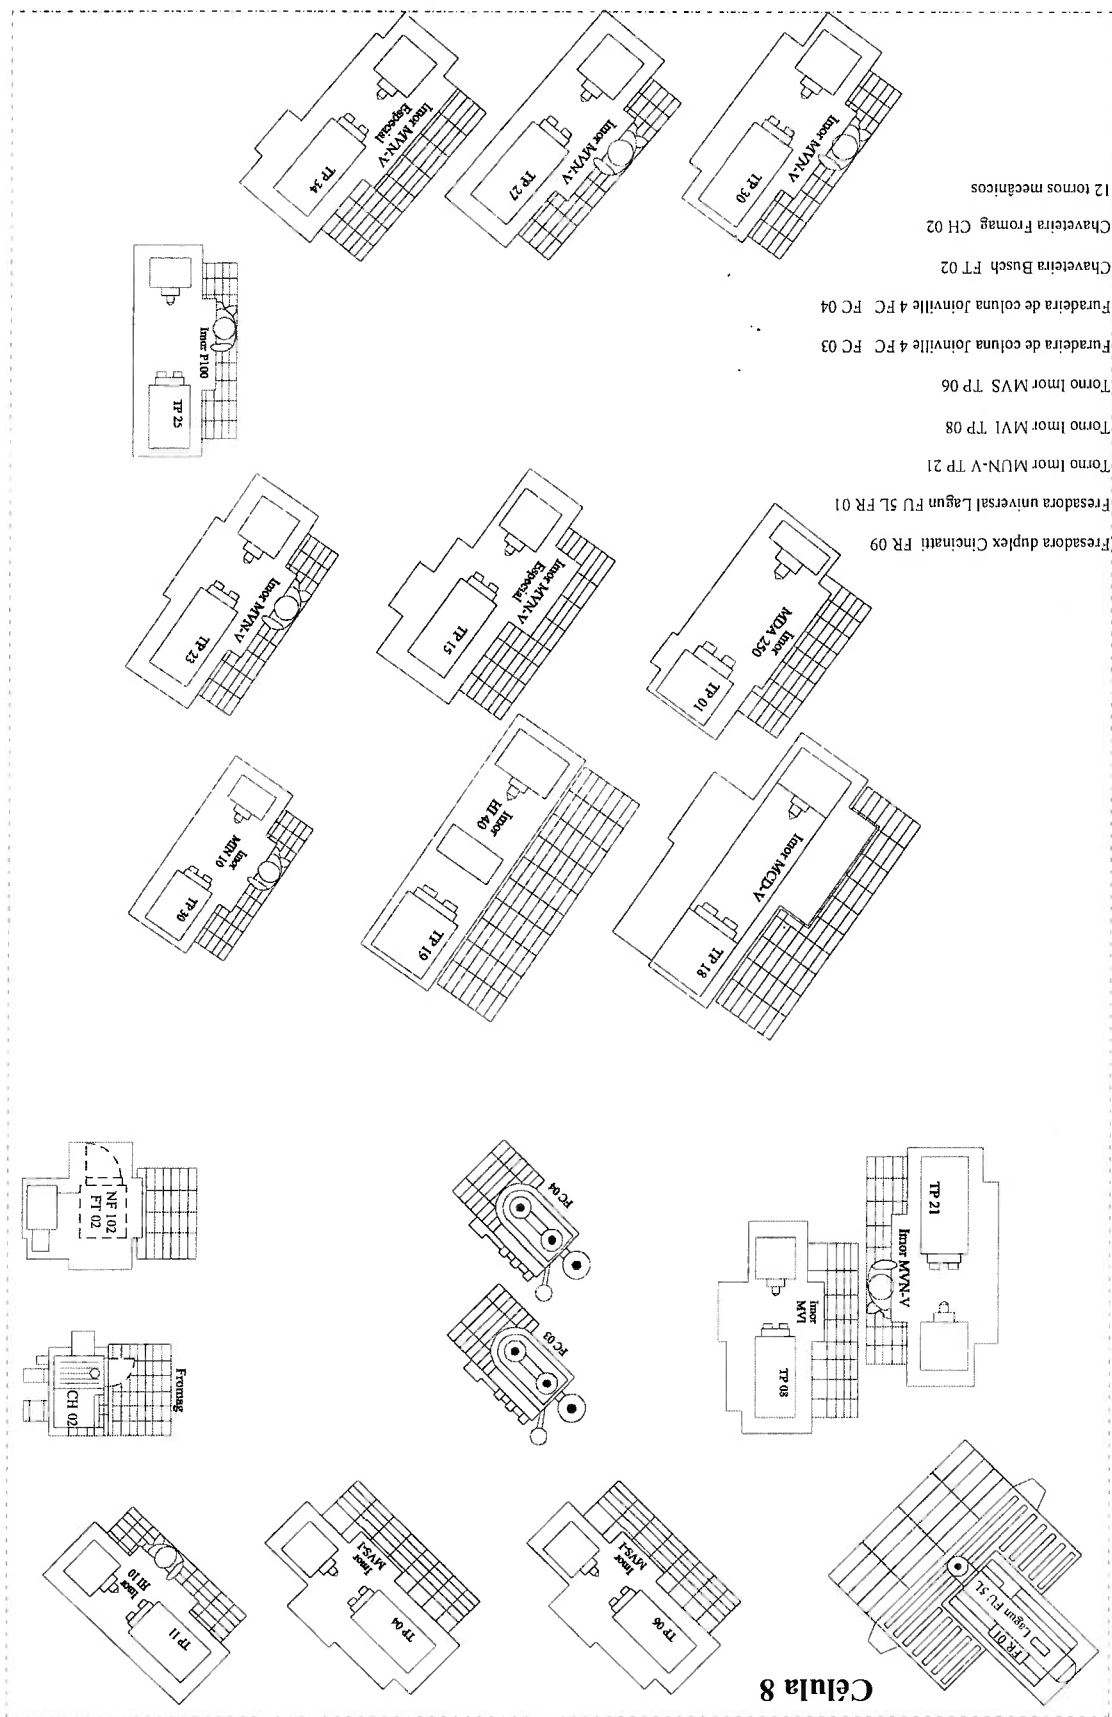 Célula 8
FR 01
Lagun FU 5L
TP 06
Imor
MVS-I
TP 04
Imor
MVS-I
TP 11
Imor
HI 10
TP 08
Imor
MVI
TP 21
Imor MVN-V
FC 03
FC 04
CH 02
Fromag
NF 102
FT 02
TP 18
Imor MCD-V
TP 19
Imor
HI 40
TP 30
Imor
MIN 10
TP 01
Imor
MDA 250
TP 15
Imor MVN-V
Especial
TP 23
Imor MVN-V
Fresadora duplex Cincinatti FR 09
Fresadora universal Lagun FU 5L FR 01
Torno Imor MUN-V TP 21
Torno Imor MVI TP 08
Torno Imor MVS TP 06
Furadeira de coluna Joinville 4 FC FC 03
Furadeira de coluna Joinville 4 FC FC 04
Chaveteira Busch FT 02
Chaveteira Fromag CH 02
12 tornos mecânicos
TP 25
Imor P100
TP 30
Imor MVN-V
TP 27
Imor MVN-V
TP 34
Imor MVN-V
Especial